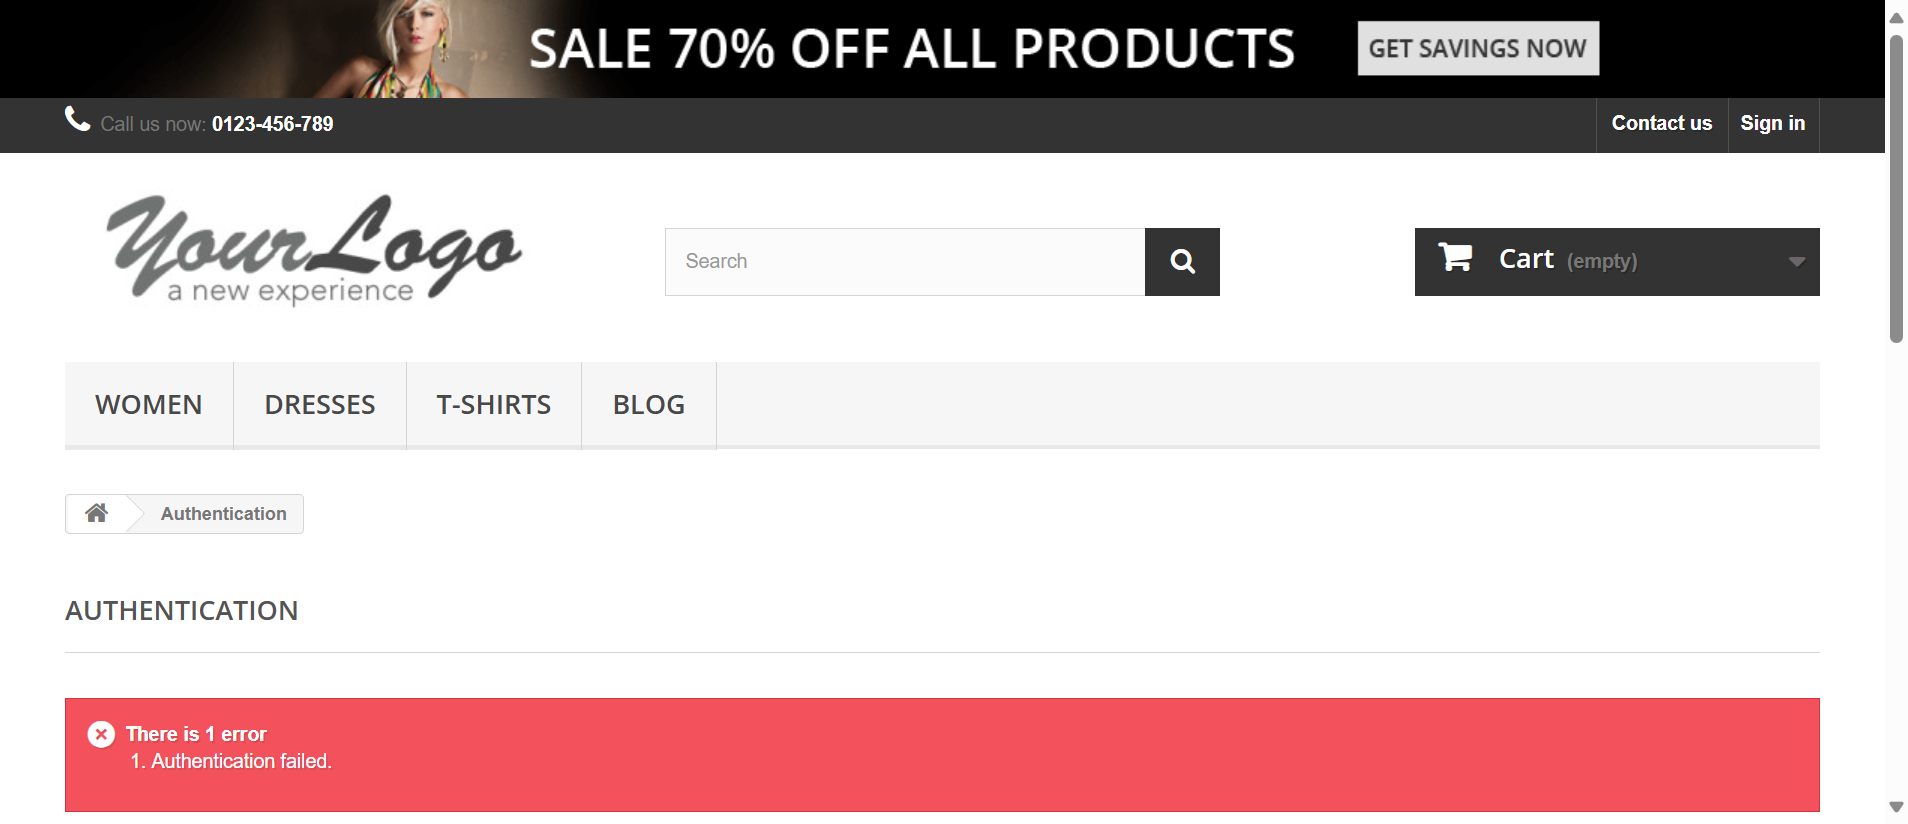 SALE 70% OFF ALL PRODUCTS GET SAVINGS NOW
Call us now: 0123-456-789 Contact us Sign in
YourLogo
a new experience
Search
Cart (empty)
WOMEN DRESSES T-SHIRTS BLOG
Authentication
AUTHENTICATION
There is 1 error
1. Authentication failed.